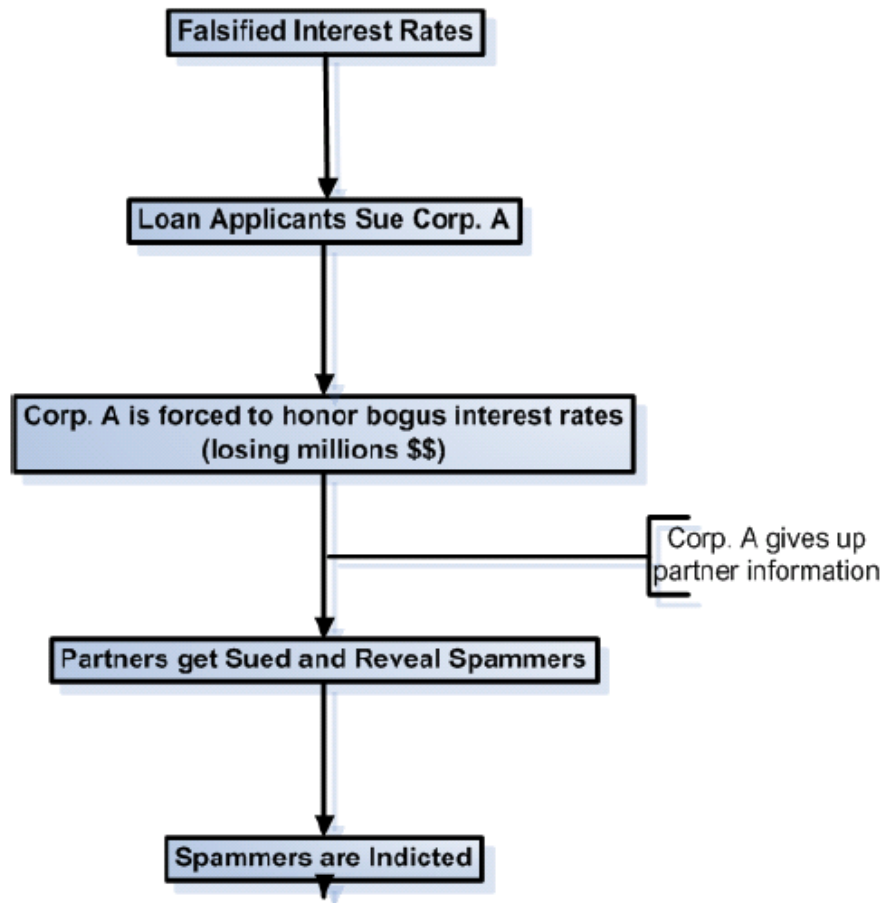 Falsified Interest Rates
Loan Applicants Sue Corp. A
Corp. A is forced to honor bogus interest rates
(losing millions $$)
Corp. A gives up
partner information
Partners get Sued and Reveal Spammers
Spammers are Indicted